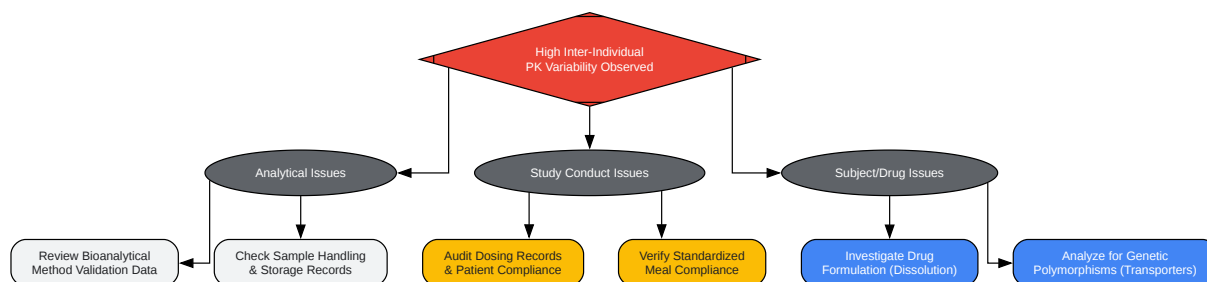 High Inter-Individual
PK Variability Observed
Analytical Issues
Study Conduct Issues
Subject/Drug Issues
Review Bioanalytical
Method Validation Data
Check Sample Handling
& Storage Records
Audit Dosing Records
& Patient Compliance
Verify Standardized
Meal Compliance
Investigate Drug
Formulation (Dissolution)
Analyze for Genetic
Polymorphisms (Transporters)